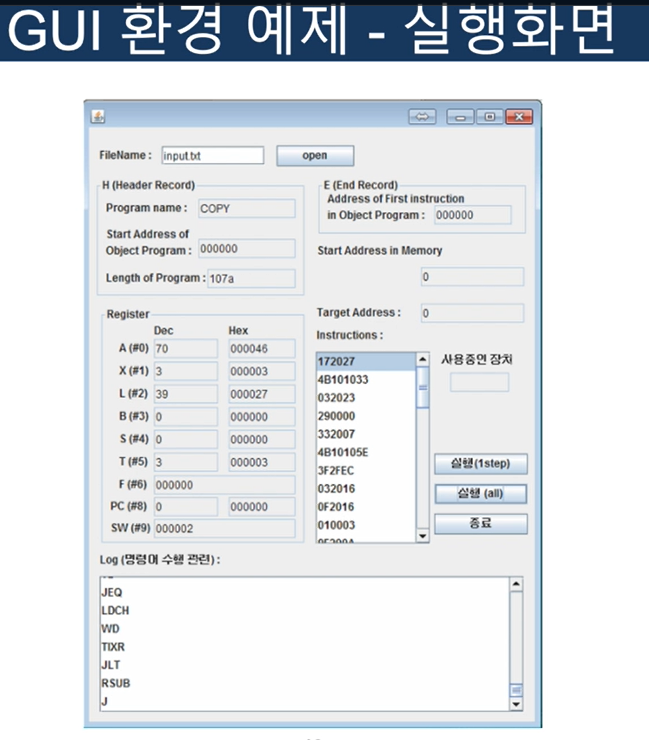 GUI 환경 예제 - 실행화면
FileName : input.txt open
H (Header Record)
Program name : COPY
Start Address of
Object Program : 000000
Length of Program : 107a
E (End Record)
Address of First instruction
in Object Program : 000000
Start Address in Memory
0
Register
Dec Hex
A (#0) 70 000046
X (#1) 3 000003
L (#2) 39 000027
B (#3) 0 000000
S (#4) 0 000000
T (#5) 3 000003
F (#6) 000000
PC (#8) 0 000000
SW (#9) 000002
Target Address : 0
Instructions :
172027
4B101033
032023
290000
332007
4B10105E
3F2FEC
032016
0F2016
010003
0F200A
사용중인 장치
실행(1step)
실행 (all)
종료
Log (명령어 수행 관련) :
JEQ
LDCH
WD
TIXR
JLT
RSUB
J